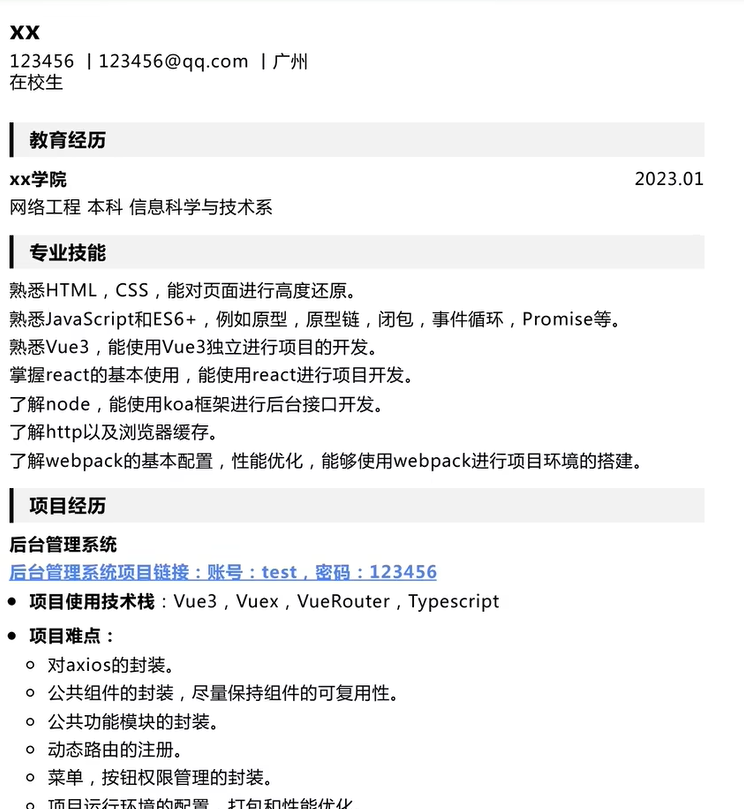 xx
123456 | 123456@qq.com | 广州
在校生
教育经历
xx学院 2023.01
网络工程 本科 信息科学与技术系
专业技能
熟悉HTML，CSS，能对页面进行高度还原。
熟悉JavaScript和ES6+，例如原型，原型链，闭包，事件循环，Promise等。
熟悉Vue3，能使用Vue3独立进行项目的开发。
掌握react的基本使用，能使用react进行项目开发。
了解node，能使用koa框架进行后台接口开发。
了解http以及浏览器缓存。
了解webpack的基本配置，性能优化，能够使用webpack进行项目环境的搭建。
项目经历
后台管理系统
后台管理系统项目链接：账号：test，密码：123456
项目使用技术栈：Vue3，Vuex，VueRouter，Typescript
项目难点：
对axios的封装。
公共组件的封装，尽量保持组件的可复用性。
公共功能模块的封装。
动态路由的注册。
菜单，按钮权限管理的封装。
项目运行环境的配置，打包和性能优化